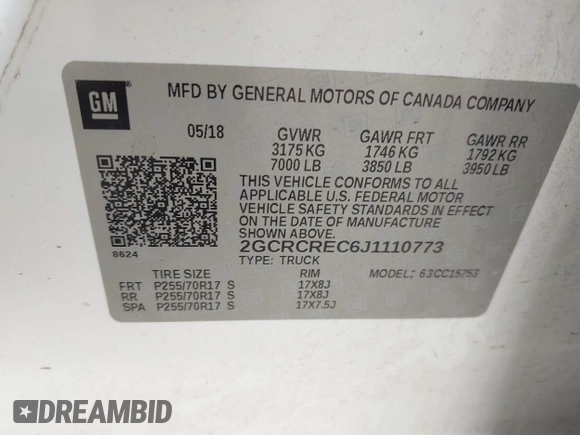 GM
MFD BY GENERAL MOTORS OF CANADA COMPANY
05/18 GVWR GAWR FRT GAWR RR
3175 KG 1746 KG 1792 KG
7000 LB 3850 LB 3950 LB
THIS VEHICLE CONFORMS TO ALL
APPLICABLE U.S. FEDERAL MOTOR
VEHICLE SAFETY STANDARDS IN EFFECT
ON THE DATE OF MANUFACTURE
SHOWN ABOVE.
8624
2GCRCREC6J1110773
TYPE: TRUCK MODEL: 63CC15753
TIRE SIZE RIM
FRT P255/70R17 S 17X8J
RR P255/70R17 S 17X8J
SPA P255/70R17 S 17X7.5J
DREAMBID